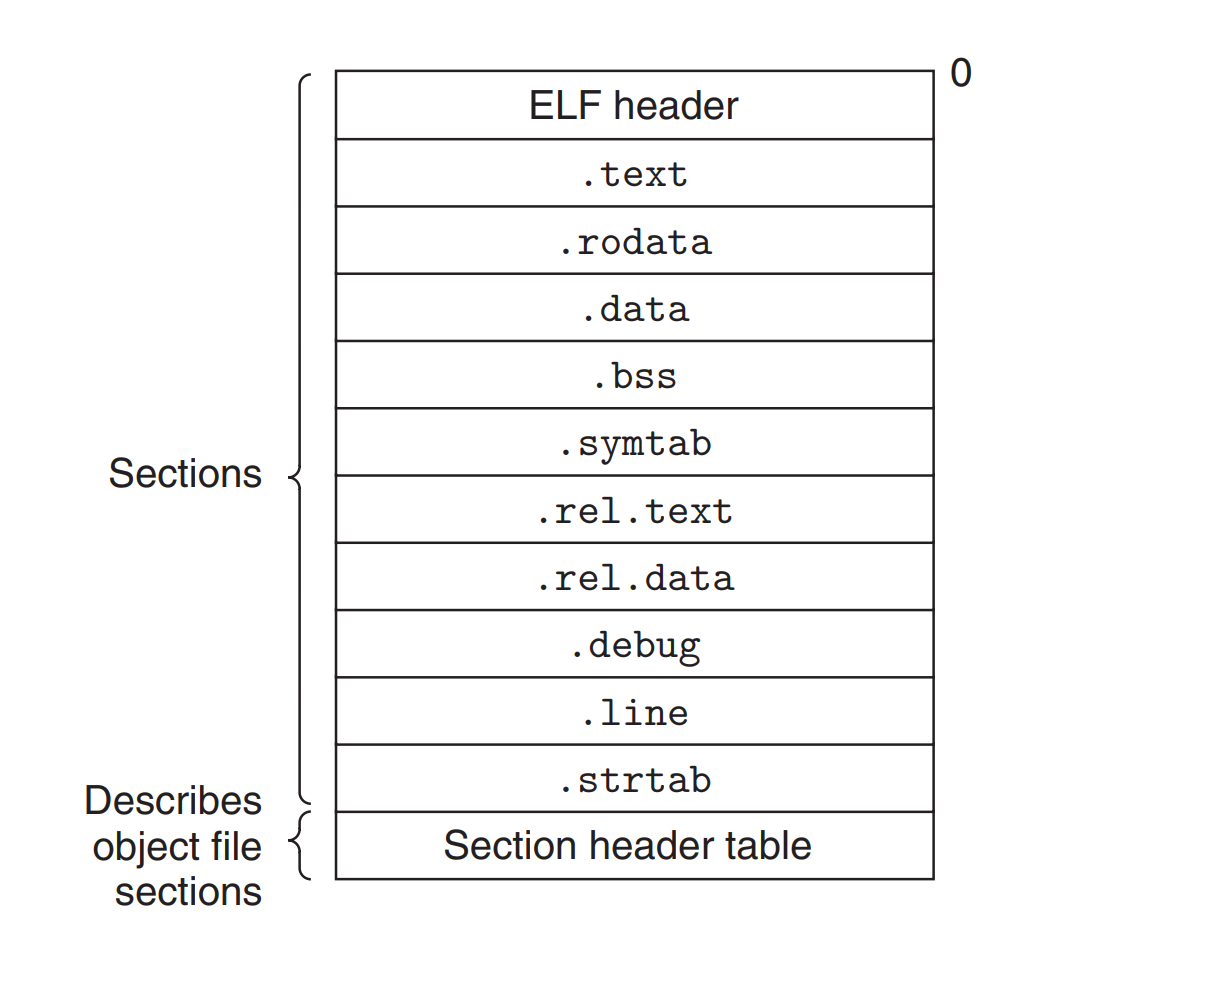 0
ELF header
.text
.rodata
.data
.bss
.symtab
Sections
.rel.text
.rel.data
.debug
.line
.strtab
Describes
object file
sections
Section header table